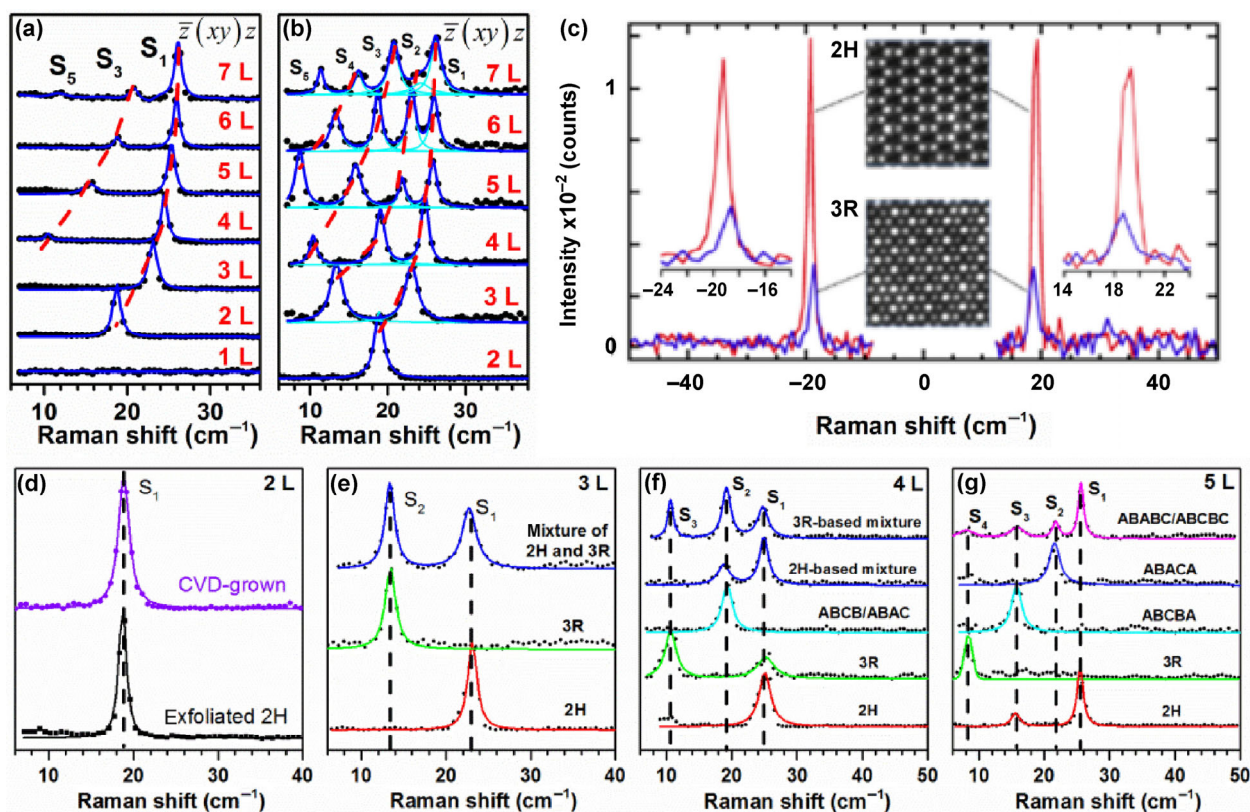 (a)
z̅ (xy) z
S5
S3
S1
7 L
6 L
5 L
4 L
3 L
2 L
1 L
10 20 30
Raman shift (cm−1)
(b)
z̅ (xy) z
S5
S4
S3
S2
S1
7 L
6 L
5 L
4 L
3 L
2 L
10 20 30
Raman shift (cm−1)
(c)
2H
3R
1
0
Intensity x10−2 (counts)
−24 −20 −16
14 18 22
−40 −20 0 20 40
Raman shift (cm−1)
(d)
2 L
S1
CVD-grown
Exfoliated 2H
10 20 30 40
Raman shift (cm−1)
(e)
3 L
S2
S1
Mixture of
2H and 3R
3R
2H
10 20 30 40
Raman shift (cm−1)
(f)
4 L
S3
S2
S1
3R-based mixture
2H-based mixture
ABCB/ABAC
3R
2H
10 20 30 40 50
Raman shift (cm−1)
(g)
5 L
S4
S3
S2
S1
ABABC/ABCBC
ABACA
ABCBA
3R
2H
10 20 30 40 50
Raman shift (cm−1)